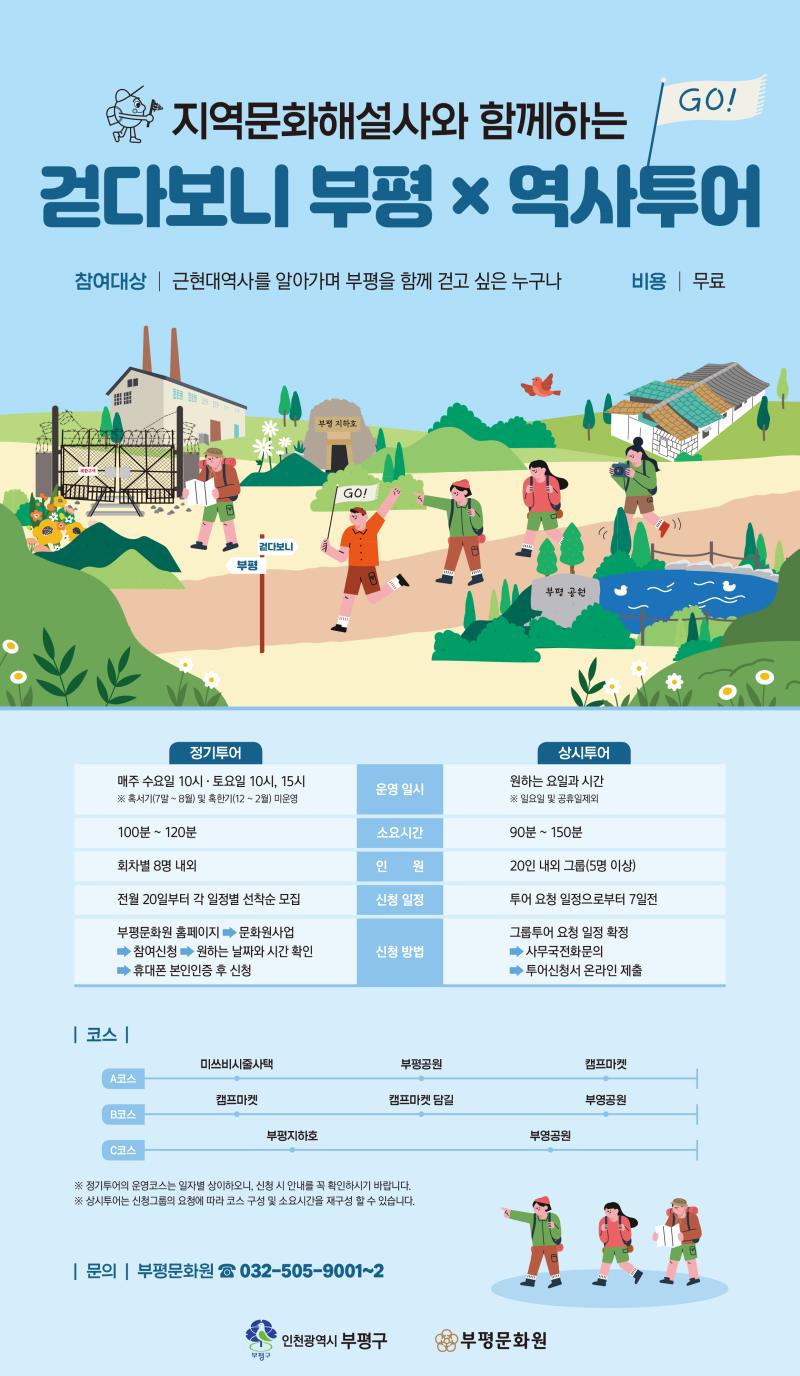 지역문화해설사와 함께하는
GO!
걷다보니 부평 × 역사투어
참여대상 | 근현대역사를 알아가며 부평을 함께 걷고 싶은 누구나
비용 | 무료
부평 지하호
GO!
걷다보니
부평
부평 공원
정기투어
상시투어
매주 수요일 10시 · 토요일 10시, 15시
※ 혹서기(7말 ~ 8월) 및 혹한기(12 ~ 2월) 미운영
운영 일시
원하는 요일과 시간
※ 일요일 및 공휴일제외
100분 ~ 120분
소요시간
90분 ~ 150분
회차별 8명 내외
인 원
20인 내외 그룹(5명 이상)
전월 20일부터 각 일정별 선착순 모집
신청 일정
투어 요청 일정으로부터 7일전
부평문화원 홈페이지 ➡ 문화원사업
➡ 참여신청 ➡ 원하는 날짜와 시간 확인
➡ 휴대폰 본인인증 후 신청
신청 방법
그룹투어 요청 일정 확정
➡ 사무국전화문의
➡ 투어신청서 온라인 제출
| 코스 |
A코스 미쓰비시줄사택 부평공원 캠프마켓
B코스 캠프마켓 캠프마켓 담길 부영공원
C코스 부평지하호 부영공원
※ 정기투어의 운영코스는 일자별 상이하오니, 신청 시 안내를 꼭 확인하시기 바랍니다.
※ 상시투어는 신청그룹의 요청에 따라 코스 구성 및 소요시간을 재구성 할 수 있습니다.
| 문의 | 부평문화원 ☎ 032-505-9001~2
부평구
인천광역시 부평구
부평문화원